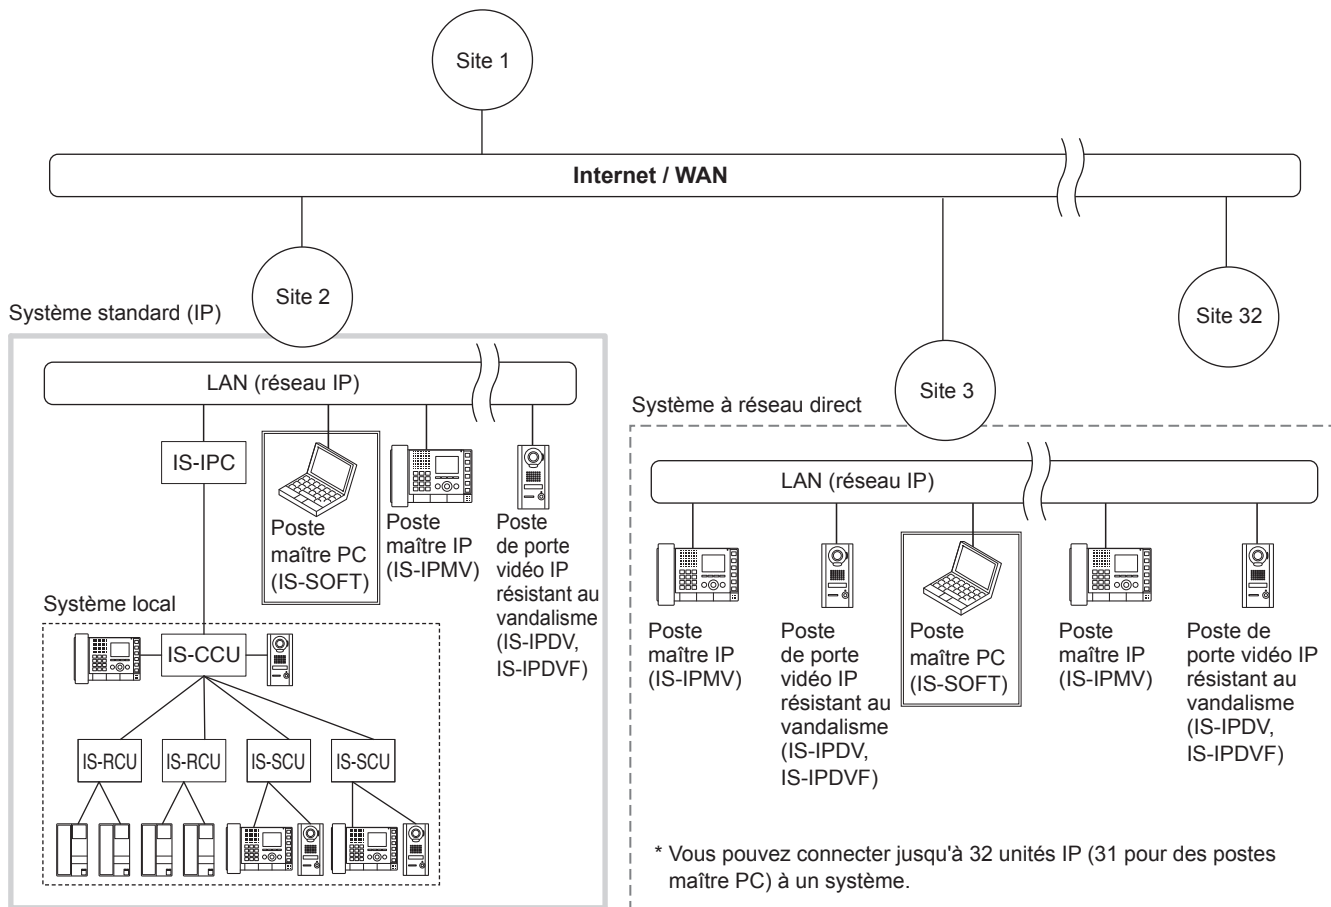 Site 1
Internet / WAN
Site 2
Site 3
Site 32
Système standard (IP)
LAN (réseau IP)
IS-IPC
Poste
maître PC
(IS-SOFT)
Poste
maître IP
(IS-IPMV)
Poste
de porte
vidéo IP
résistant au
vandalisme
(IS-IPDV,
IS-IPDVF)
Système local
IS-CCU
IS-RCU
IS-RCU
IS-SCU
IS-SCU
Système à réseau direct
LAN (réseau IP)
Poste
maître IP
(IS-IPMV)
Poste
de porte
vidéo IP
résistant au
vandalisme
(IS-IPDV,
IS-IPDVF)
Poste
maître PC
(IS-SOFT)
Poste
maître IP
(IS-IPMV)
Poste de
porte vidéo IP
résistant au
vandalisme
(IS-IPDV,
IS-IPDVF)
* Vous pouvez connecter jusqu'à 32 unités IP (31 pour des postes
maître PC) à un système.